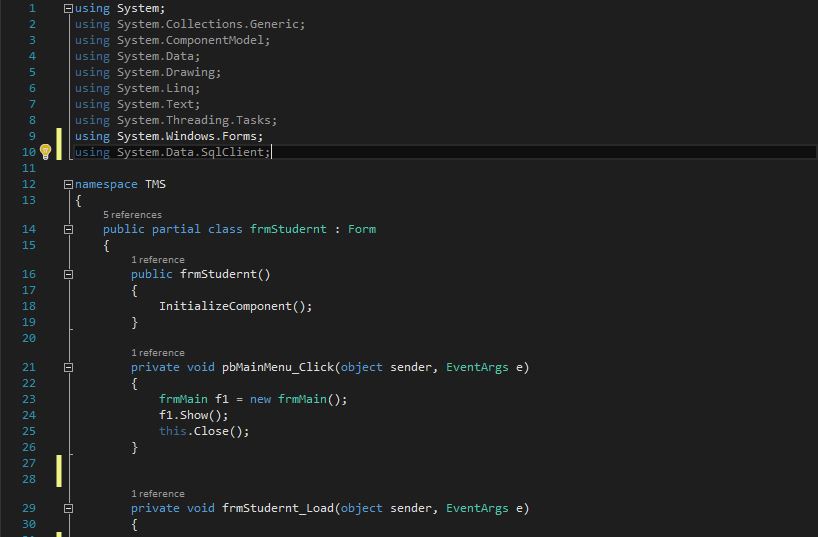 1 using System;
2 using System.Collections.Generic;
3 using System.ComponentModel;
4 using System.Data;
5 using System.Drawing;
6 using System.Linq;
7 using System.Text;
8 using System.Threading.Tasks;
9 using System.Windows.Forms;
10 using System.Data.SqlClient;
11
12 namespace TMS
13 {
5 references
14 public partial class frmStudernt : Form
15 {
1 reference
16 public frmStudernt()
17 {
18 InitializeComponent();
19 }
20
1 reference
21 private void pbMainMenu_Click(object sender, EventArgs e)
22 {
23 frmMain f1 = new frmMain();
24 f1.Show();
25 this.Close();
26 }
27
28
1 reference
29 private void frmStudernt_Load(object sender, EventArgs e)
30 {